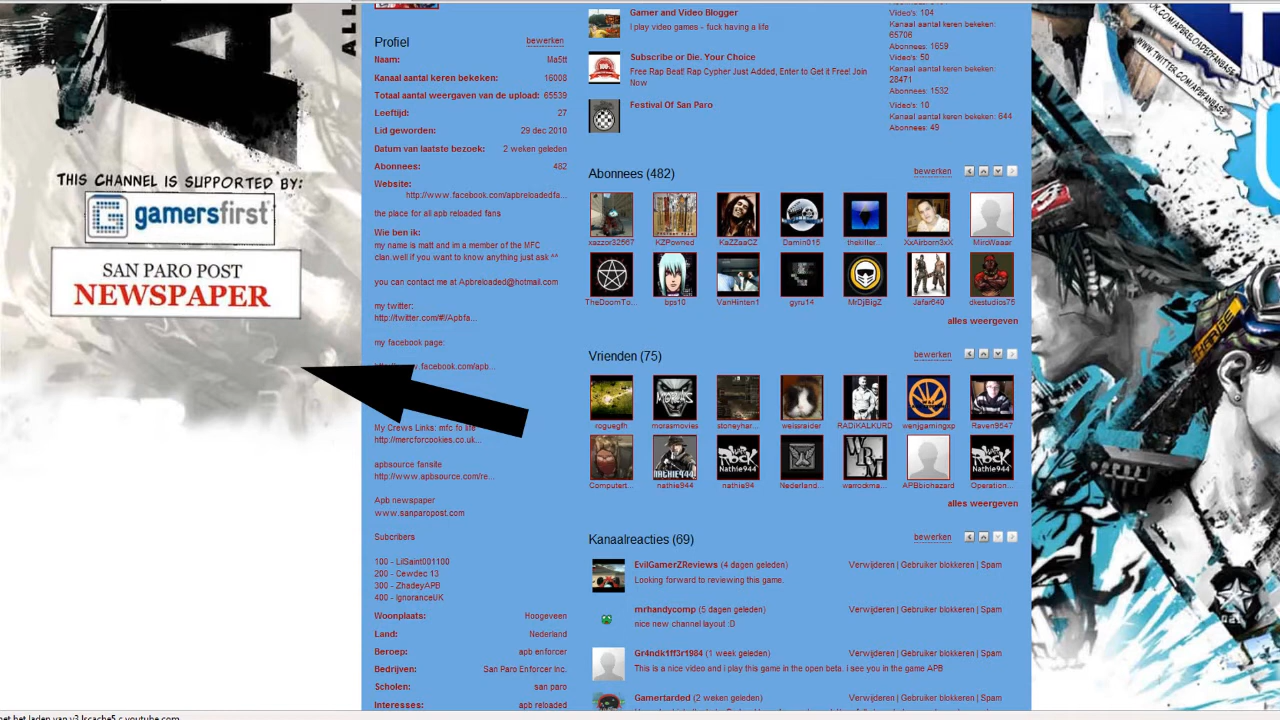 ALL
THIS CHANNEL IS SUPPORTED BY:
gamersfirst
SAN PARO POST
NEWSPAPER
Profiel
bewerken
Naam: Ma5tt
Kanaal aantal keren bekeken: 16008
Totaal aantal weergaven van de upload: 65539
Leeftijd: 27
Lid geworden: 29 dec 2010
Datum van laatste bezoek: 2 weken geleden
Abonnees: 482
Website:
http://www.facebook.com/apbreloadedfa...
the place for all apb reloaded fans
Wie ben ik:
my name is matt and im a member of the MFC
clan.well if you want to know anything just ask ^^
you can contact me at Apbreloaded@hotmail.com
my twitter:
http://twitter.com/#!/Apbfa...
my facebook page:
.facebook.com/apb...
My Crews Links: mfc fo life
http://mercforcookies.co.uk...
apbsource fansite
http://www.apbsource.com/re...
Apb newspaper
www.sanparopost.com
Subcribers
100 - LilSaint001100
200 - Cewdec 13
300 - ZhadeyAPB
400 - IgnoranceUK
Woonplaats: Hoogeveen
Land: Nederland
Beroep: apb enforcer
Bedrijven: San Paro Enforcer Inc.
Scholen: san paro
Interesses: apb reloaded
Gamer and Video Blogger
I play video games - fuck having a life
Subscribe or Die. Your Choice
Free Rap Beat! Rap Cypher Just Added, Enter to Get it Free! Join
Now
Festival Of San Paro
Video's: 104
Kanaal aantal keren bekeken:
65706
Abonnees: 1659
Video's: 50
Kanaal aantal keren bekeken:
28471
Abonnees: 1532
Video's: 10
Kanaal aantal keren bekeken: 644
Abonnees: 49
Abonnees (482)
bewerken
xazzor32567 KZPowned KaZZaaCZ Damin015 thekiller... XxAirborn3xX MircWaaar
TheDoomTo... bps10 VanHinten1 gyru14 MrDjBigZ Jafar640 dkestudios75
alles weergeven
Vrienden (75)
bewerken
roguegfh morasmovies stoneyhar... weissraider RADiKALKURD wenjgamingxp Raven9547
Computert... nathie944 nathie94 Nederland... warrockma... APBbiohazard Operation...
alles weergeven
Kanaalreacties (69)
bewerken
EvilGamerZReviews (4 dagen geleden) Verwijderen | Gebruiker blokkeren | Spam
Looking forward to reviewing this game.
mrhandycomp (5 dagen geleden) Verwijderen | Gebruiker blokkeren | Spam
nice new channel layout :D
Gr4ndk1ff3r1984 (1 week geleden) Verwijderen | Gebruiker blokkeren | Spam
This is a nice video and i play this game in the open beta. I see you in the game APB
Gamertarded (2 weken geleden) Verwijderen | Gebruiker blokkeren | Spam
WWW.TWITTER.COM/APBFANBASE